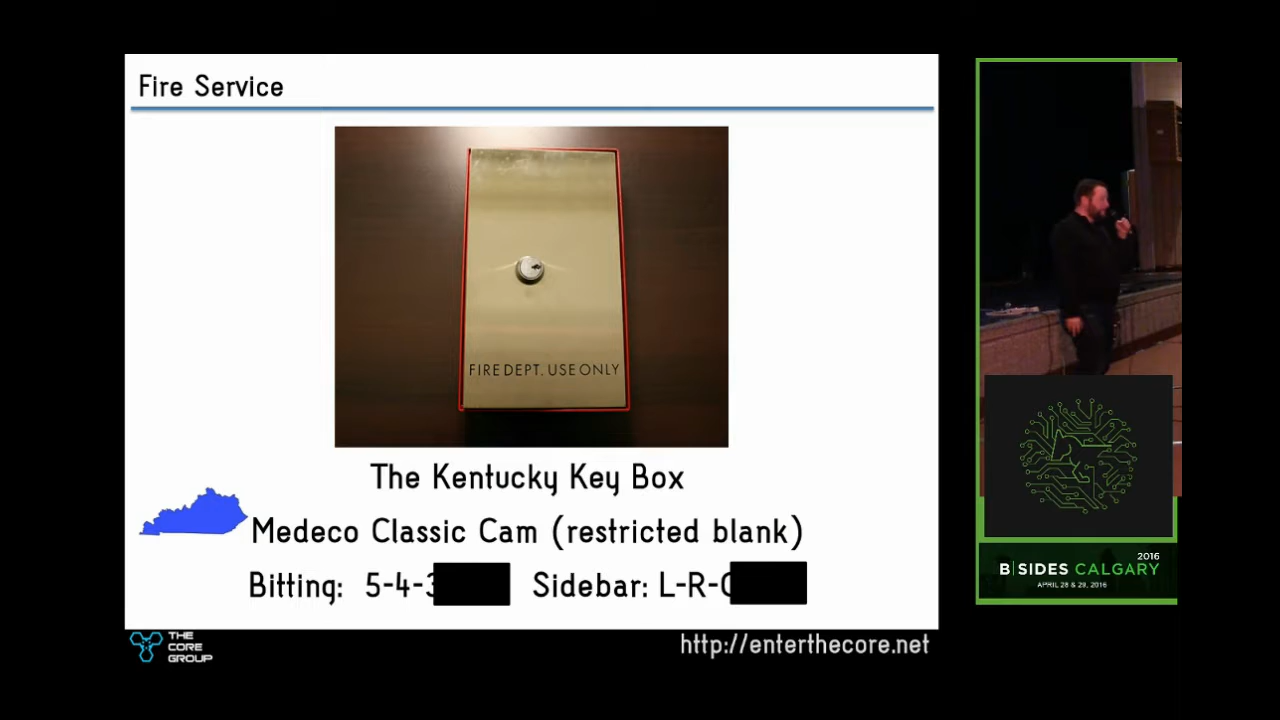 Fire Service
FIRE DEPT. USE ONLY
The Kentucky Key Box
Medeco Classic Cam (restricted blank)
Bitting: 5-4-3 Sidebar: L-R-C
THE
CORE
GROUP
http://enterthecore.net
2016
B|SIDES CALGARY
APRIL 28 & 29, 2016